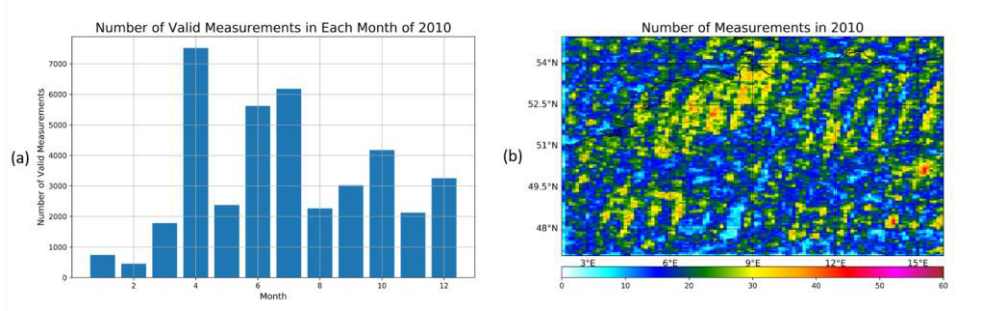 Number of Valid Measurements in Each Month of 2010
(a)
Number of Valid Measurements
7000
6000
5000
4000
3000
2000
1000
0
2 4 6 8 10 12
Month
Number of Measurements in 2010
(b)
54°N
52.5°N
51°N
49.5°N
48°N
3°E 6°E 9°E 12°E 15°E
0 10 20 30 40 50 60